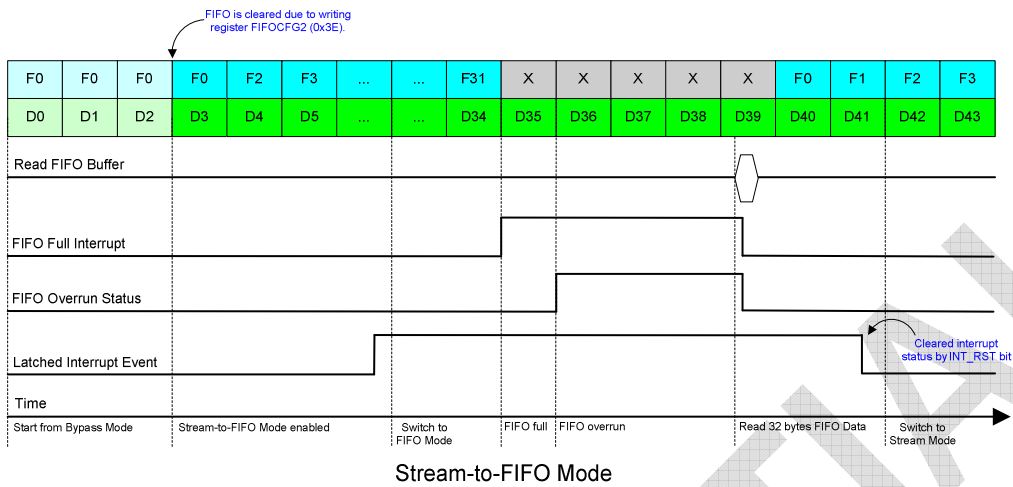 FIFO is cleared due to writing
register FIFOCFG2 (0x3E).
F0 F0 F0 F0 F2 F3 ... ... F31 X X X X X F0 F1 F2 F3
D0 D1 D2 D3 D4 D5 ... ... D34 D35 D36 D37 D38 D39 D40 D41 D42 D43
Read FIFO Buffer
FIFO Full Interrupt
FIFO Overrun Status
Latched Interrupt Event
Cleared interrupt
status by INT_RST bit
Time
Start from Bypass Mode Stream-to-FIFO Mode enabled Switch to FIFO full FIFO overrun Read 32 bytes FIFO Data Switch to
FIFO Mode Stream Mode
Stream-to-FIFO Mode